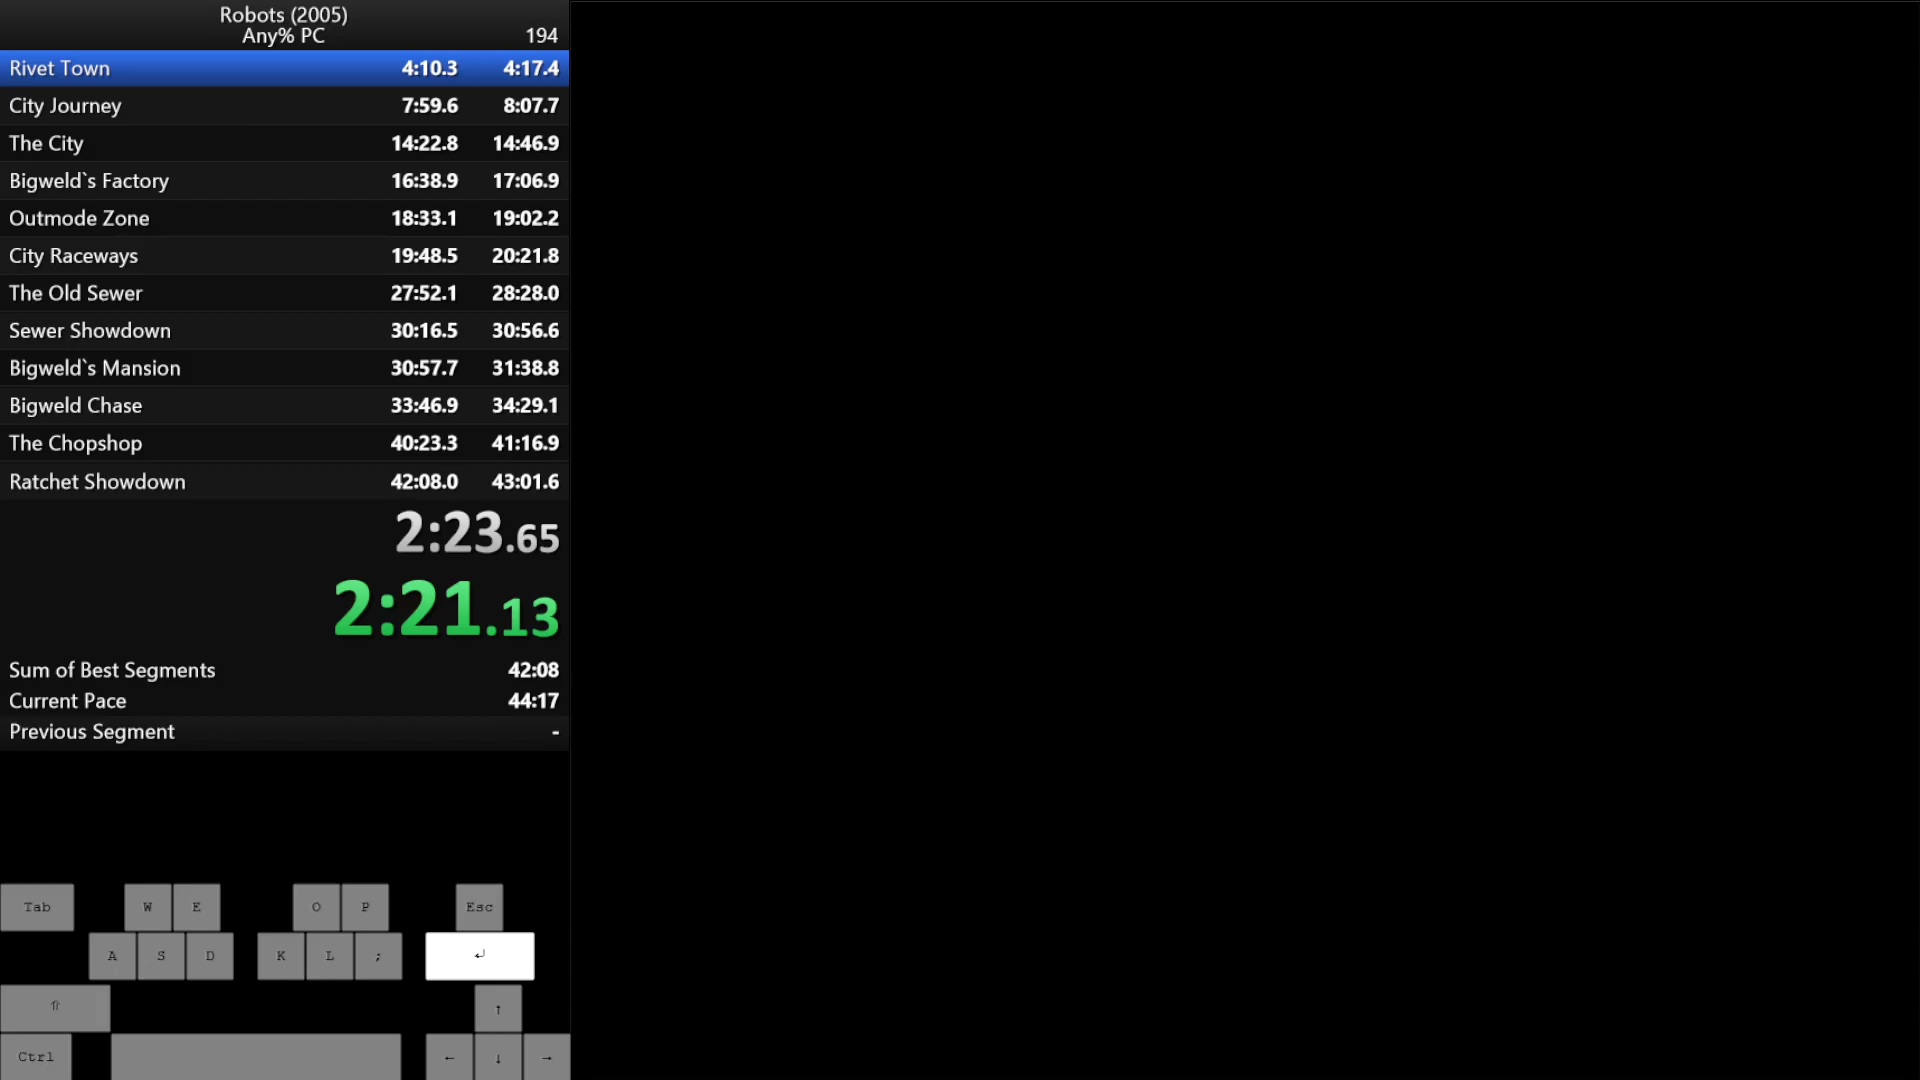 Robots (2005)
Any% PC 194
Rivet Town 4:10.3 4:17.4
City Journey 7:59.6 8:07.7
The City 14:22.8 14:46.9
Bigweld`s Factory 16:38.9 17:06.9
Outmode Zone 18:33.1 19:02.2
City Raceways 19:48.5 20:21.8
The Old Sewer 27:52.1 28:28.0
Sewer Showdown 30:16.5 30:56.6
Bigweld`s Mansion 30:57.7 31:38.8
Bigweld Chase 33:46.9 34:29.1
The Chopshop 40:23.3 41:16.9
Ratchet Showdown 42:08.0 43:01.6
2:23.65
2:21.13
Sum of Best Segments 42:08
Current Pace 44:17
Previous Segment -
Tab W E O P Esc
A S D K L ; ↵
⇧ ↑
Ctrl ← ↓ →